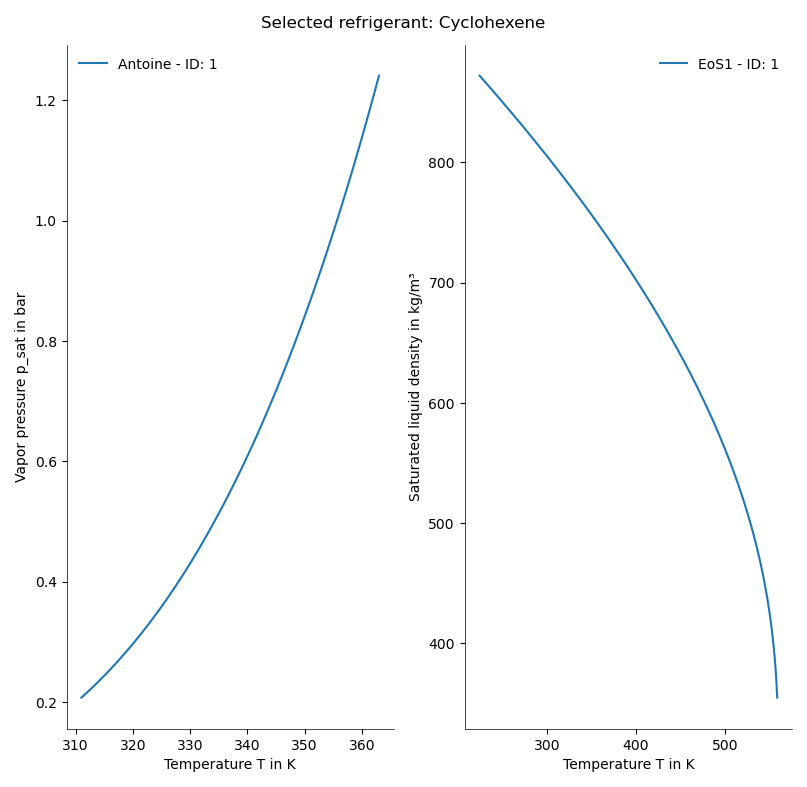 Selected refrigerant: Cyclohexene
Antoine - ID: 1
Vapor pressure p_sat in bar
1.2
1.0
0.8
0.6
0.4
0.2
310 320 330 340 350 360
Temperature T in K
EoS1 - ID: 1
Saturated liquid density in kg/m³
800
700
600
500
400
300 400 500
Temperature T in K